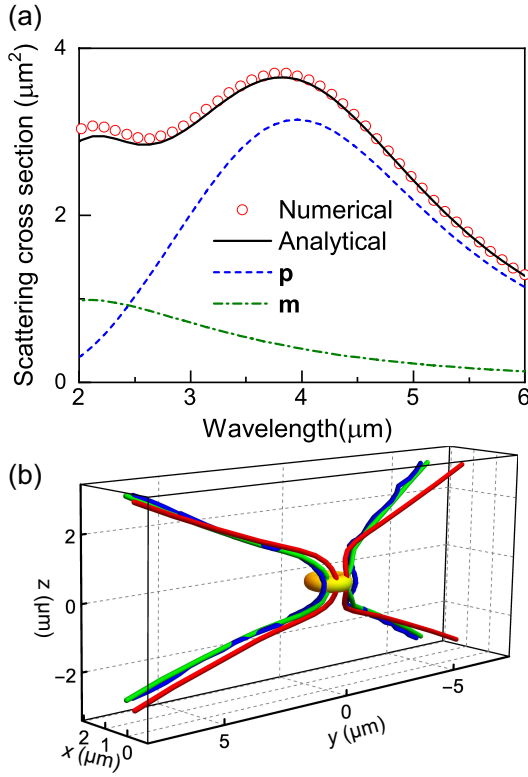 (a)
Scattering cross section (μm²)
4
2
0
Numerical
Analytical
p
m
2 3 4 5 6
Wavelength(μm)
(b)
z (μm)
2
0
−2
x (μm)
2 1 0
5 0 −5
y (μm)